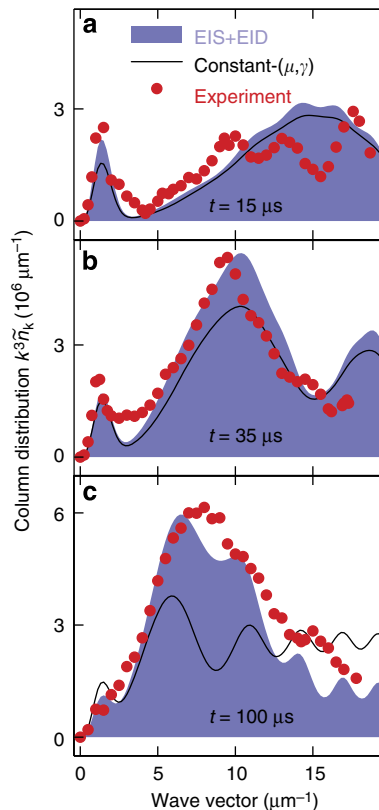 a
EIS+EID
Constant-(μ,γ)
Experiment
3
0
t = 15 μs
b
3
0
t = 35 μs
c
6
3
0
t = 100 μs
0 5 10 15
Wave vector (μm⁻¹)
Column distribution k³ñₖ (10⁶ μm⁻¹)